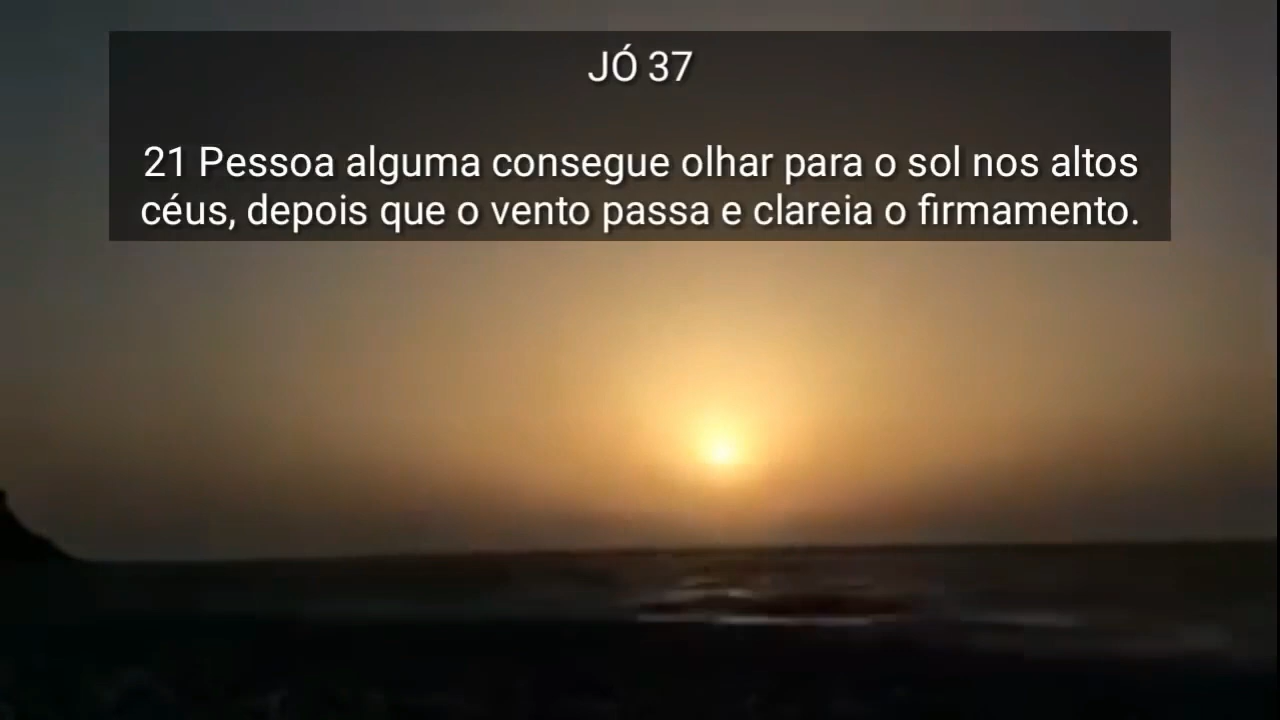 JÓ 37
21 Pessoa alguma consegue olhar para o sol nos altos
céus, depois que o vento passa e clareia o firmamento.